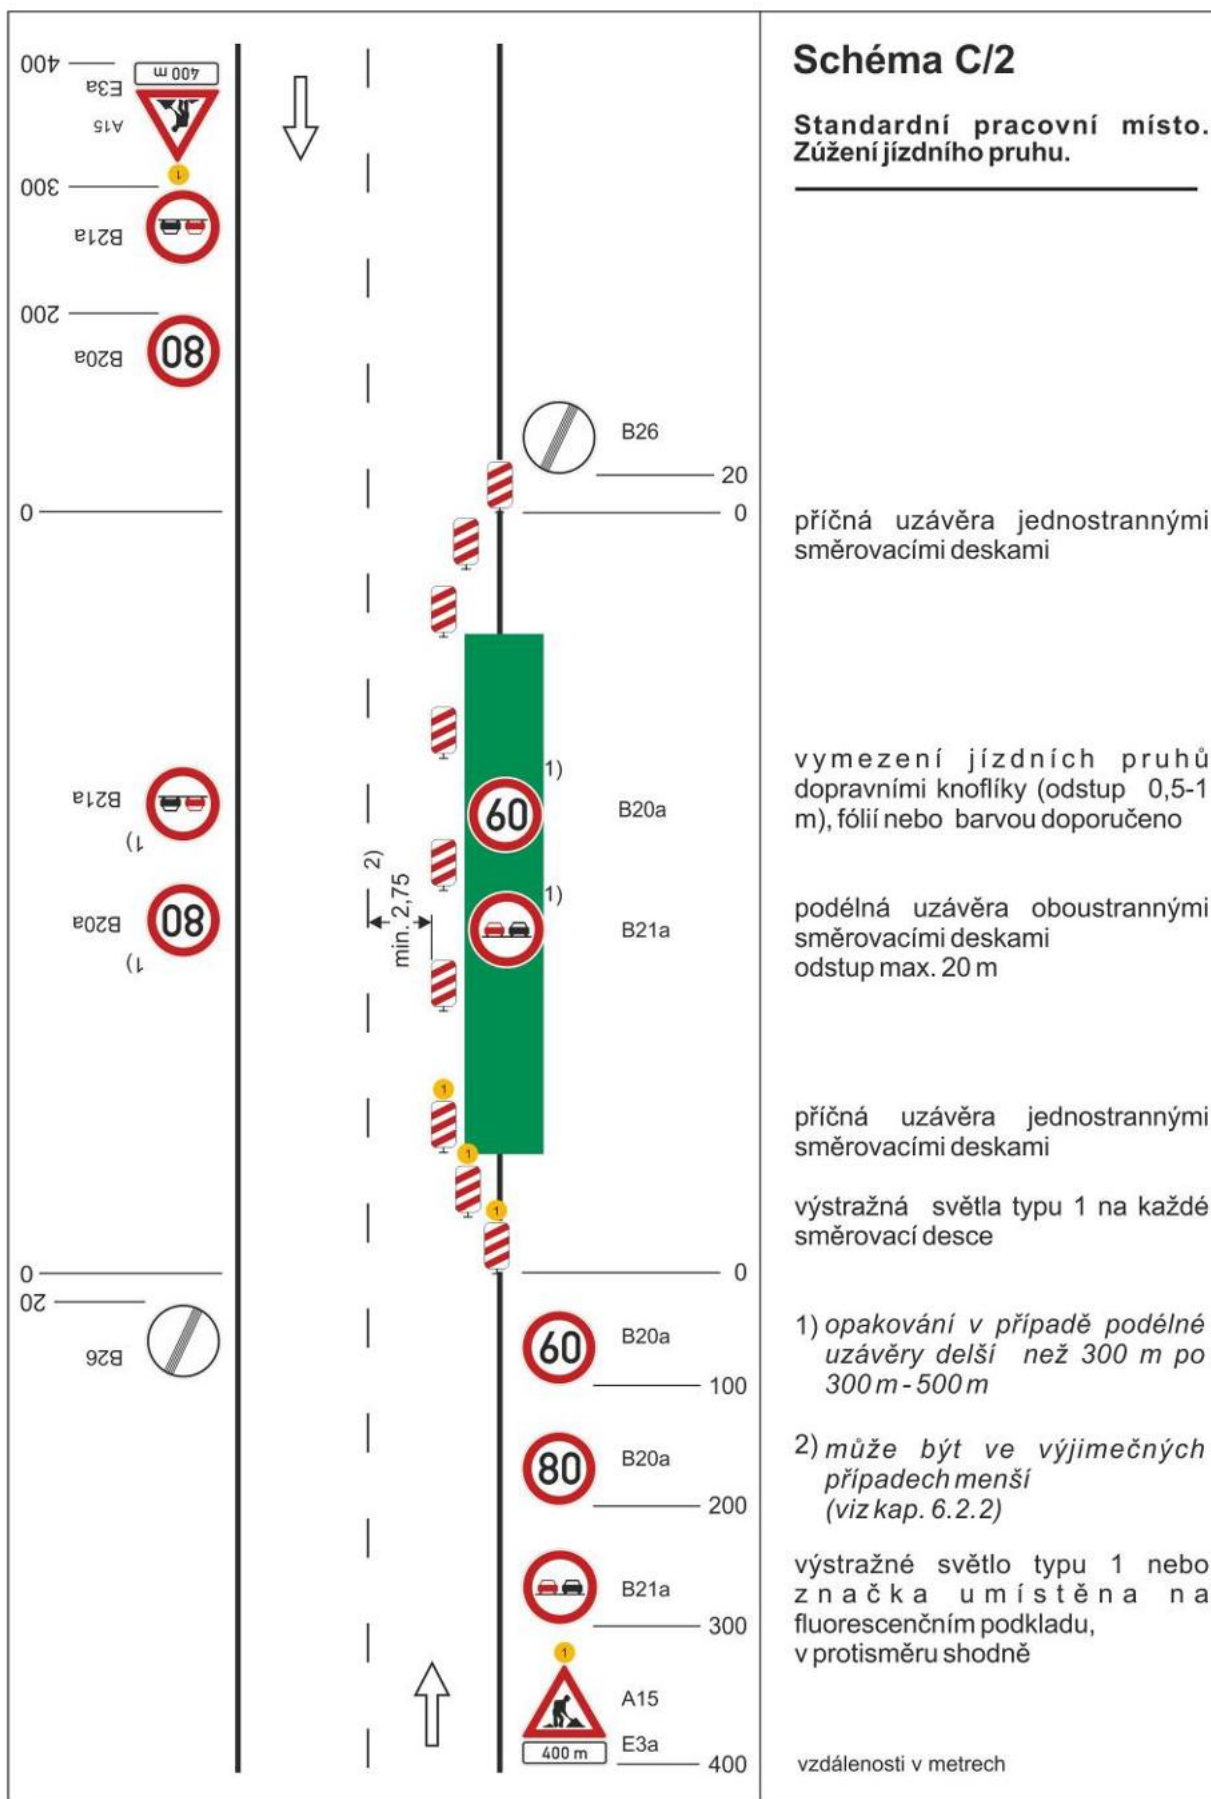 Schéma C/2
Standardní pracovní místo.
Zúžení jízdního pruhu.
400
400 m
E3a
A15
1
300
B21a
200
80
B20a
B26
20
0
0
příčná uzávěra jednostrannými
směrovacími deskami
vymezení jízdních pruhů
dopravními knoflíky (odstup 0,5-1
m), fólií nebo barvou doporučeno
B21a
1)
1)
60
B20a
2)
min. 2,75
80
B20a
1)
1)
B21a
podélná uzávěra oboustrannými
směrovacími deskami
odstup max. 20 m
1
1
1
příčná uzávěra jednostrannými
směrovacími deskami
výstražná světla typu 1 na každé
směrovací desce
0
0
20
B26
60
B20a
100
1) opakování v případě podélné
uzávěry delší než 300 m po
300 m - 500 m
80
B20a
200
2) může být ve výjimečných
případech menší
(viz kap. 6.2.2)
B21a
300
výstražné světlo typu 1 nebo
značka umístěna na
fluorescenčním podkladu,
v protisměru shodně
1
A15
400 m
E3a
400
vzdálenosti v metrech